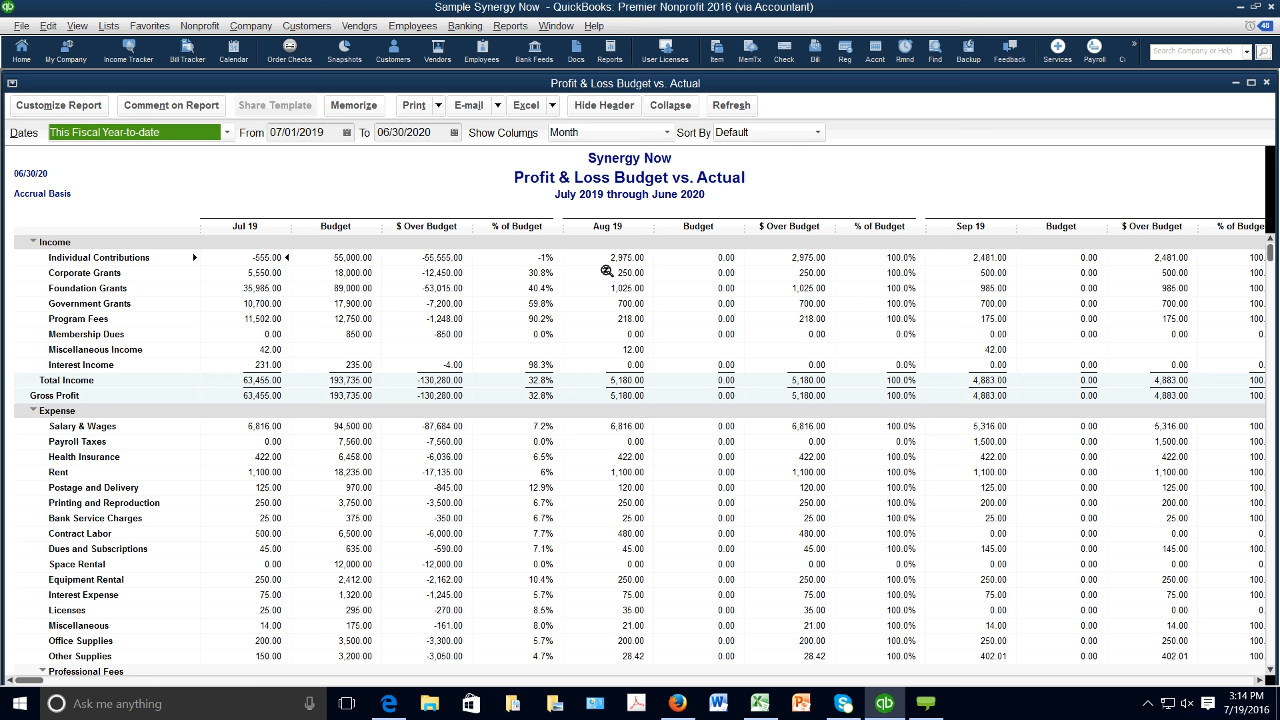 Sample Synergy Now - QuickBooks: Premier Nonprofit 2016 (via Accountant)
File Edit View Lists Favorites Nonprofit Company Customers Vendors Employees Banking Reports Window Help 48
Home My Company Income Tracker Bill Tracker Calendar Order Checks Snapshots Customers Vendors Employees Bank Feeds Docs Reports User Licenses Item MemTx Check Bill Reg Accnt Rmnd Find Backup Feedback Services Payroll Search Company or Help
Profit & Loss Budget vs. Actual
Customize Report Comment on Report Share Template Memorize Print E-mail Excel Hide Header Collapse Refresh
Dates This Fiscal Year-to-date From 07/01/2019 To 06/30/2020 Show Columns Month Sort By Default
Synergy Now
06/30/20 Profit & Loss Budget vs. Actual
Accrual Basis July 2019 through June 2020
Jul 19 Budget $ Over Budget % of Budget Aug 19 Budget $ Over Budget % of Budget Sep 19 Budget $ Over Budget % of Budge
Income
Individual Contributions -555.00 55,000.00 -55,555.00 -1% 2,975.00 0.00 2,975.00 100.0% 2,481.00 0.00 2,481.00 100.
Corporate Grants 5,550.00 18,000.00 -12,450.00 30.8% 250.00 0.00 250.00 100.0% 500.00 0.00 500.00 100.
Foundation Grants 35,985.00 89,000.00 -53,015.00 40.4% 1,025.00 0.00 1,025.00 100.0% 985.00 0.00 985.00 100.
Government Grants 10,700.00 17,900.00 -7,200.00 59.8% 700.00 0.00 700.00 100.0% 700.00 0.00 700.00 100.
Program Fees 11,502.00 12,750.00 -1,248.00 90.2% 218.00 0.00 218.00 100.0% 175.00 0.00 175.00 100.
Membership Dues 0.00 850.00 -850.00 0.0% 0.00 0.00 0.00 0.0% 0.00 0.00 0.00 0.
Miscellaneous Income 42.00 12.00 42.00
Interest Income 231.00 235.00 -4.00 98.3% 0.00 0.00 0.00 0.0% 0.00 0.00 0.00 0.
Total Income 63,455.00 193,735.00 -130,280.00 32.8% 5,180.00 0.00 5,180.00 100.0% 4,883.00 0.00 4,883.00 100.
Gross Profit 63,455.00 193,735.00 -130,280.00 32.8% 5,180.00 0.00 5,180.00 100.0% 4,883.00 0.00 4,883.00 100.
Expense
Salary & Wages 6,816.00 94,500.00 -87,684.00 7.2% 6,816.00 0.00 6,816.00 100.0% 5,316.00 0.00 5,316.00 100.
Payroll Taxes 0.00 7,560.00 -7,560.00 0.0% 0.00 0.00 0.00 0.0% 1,500.00 0.00 1,500.00 100.
Health Insurance 422.00 6,458.00 -6,036.00 6.5% 422.00 0.00 422.00 100.0% 422.00 0.00 422.00 100.
Rent 1,100.00 18,235.00 -17,135.00 6% 1,100.00 0.00 1,100.00 100.0% 1,100.00 0.00 1,100.00 100.
Postage and Delivery 125.00 970.00 -845.00 12.9% 120.00 0.00 120.00 100.0% 125.00 0.00 125.00 100.
Printing and Reproduction 250.00 3,750.00 -3,500.00 6.7% 250.00 0.00 250.00 100.0% 200.00 0.00 200.00 100.
Bank Service Charges 25.00 375.00 -350.00 6.7% 25.00 0.00 25.00 100.0% 25.00 0.00 25.00 100.
Contract Labor 500.00 6,500.00 -6,000.00 7.7% 480.00 0.00 480.00 100.0% 0.00 0.00 0.00 0.
Dues and Subscriptions 45.00 635.00 -590.00 7.1% 45.00 0.00 45.00 100.0% 145.00 0.00 145.00 100.
Space Rental 0.00 12,000.00 -12,000.00 0.0% 0.00 0.00 0.00 0.0% 0.00 0.00 0.00 0.
Equipment Rental 250.00 2,412.00 -2,162.00 10.4% 250.00 0.00 250.00 100.0% 250.00 0.00 250.00 100.
Interest Expense 75.00 1,320.00 -1,245.00 5.7% 75.00 0.00 75.00 100.0% 75.00 0.00 75.00 100.
Licenses 25.00 295.00 -270.00 8.5% 35.00 0.00 35.00 100.0% 0.00 0.00 0.00 0.
Miscellaneous 14.00 175.00 -161.00 8.0% 21.00 0.00 21.00 100.0% 14.00 0.00 14.00 100.
Office Supplies 200.00 3,500.00 -3,300.00 5.7% 200.00 0.00 200.00 100.0% 250.00 0.00 250.00 100.
Other Supplies 150.00 3,200.00 -3,050.00 4.7% 28.42 0.00 28.42 100.0% 402.01 0.00 402.01 100.
Professional Fees
Ask me anything 3:14 PM
7/19/2016